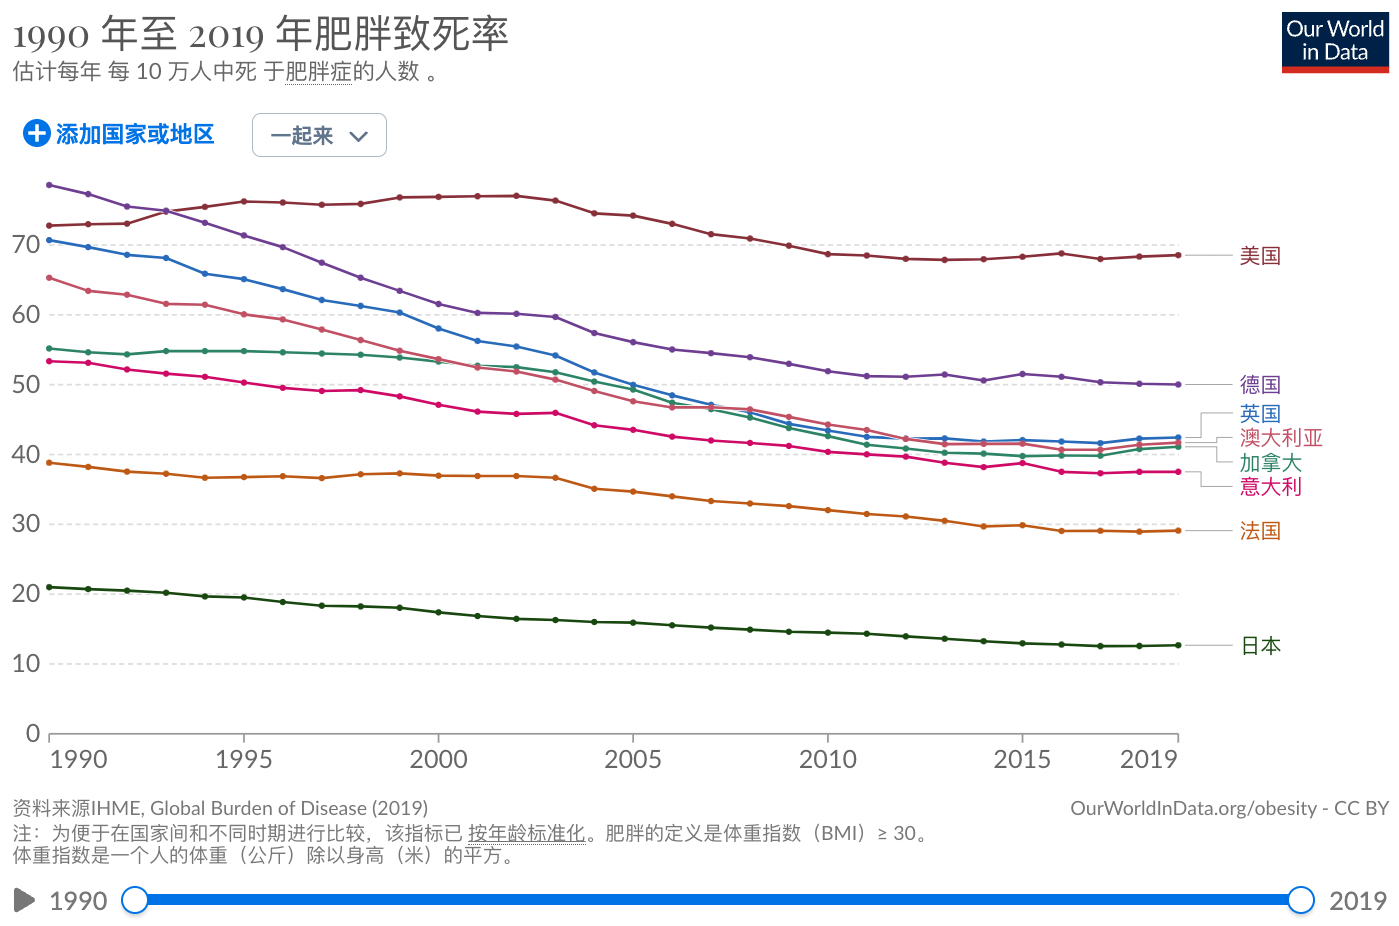 1990 年至 2019 年肥胖致死率
Our World
in Data
估计每年 每 10 万人中死 于肥胖症的人数 。
添加国家或地区
一起来
70
60
50
40
30
20
10
0
美国
德国
英国
澳大利亚
加拿大
意大利
法国
日本
1990
1995
2000
2005
2010
2015
2019
资料来源IHME, Global Burden of Disease (2019)
OurWorldInData.org/obesity - CC BY
注：为便于在国家间和不同时期进行比较，该指标已 按年龄标准化。肥胖的定义是体重指数（BMI）≥ 30。
体重指数是一个人的体重（公斤）除以身高（米）的平方。
1990
2019